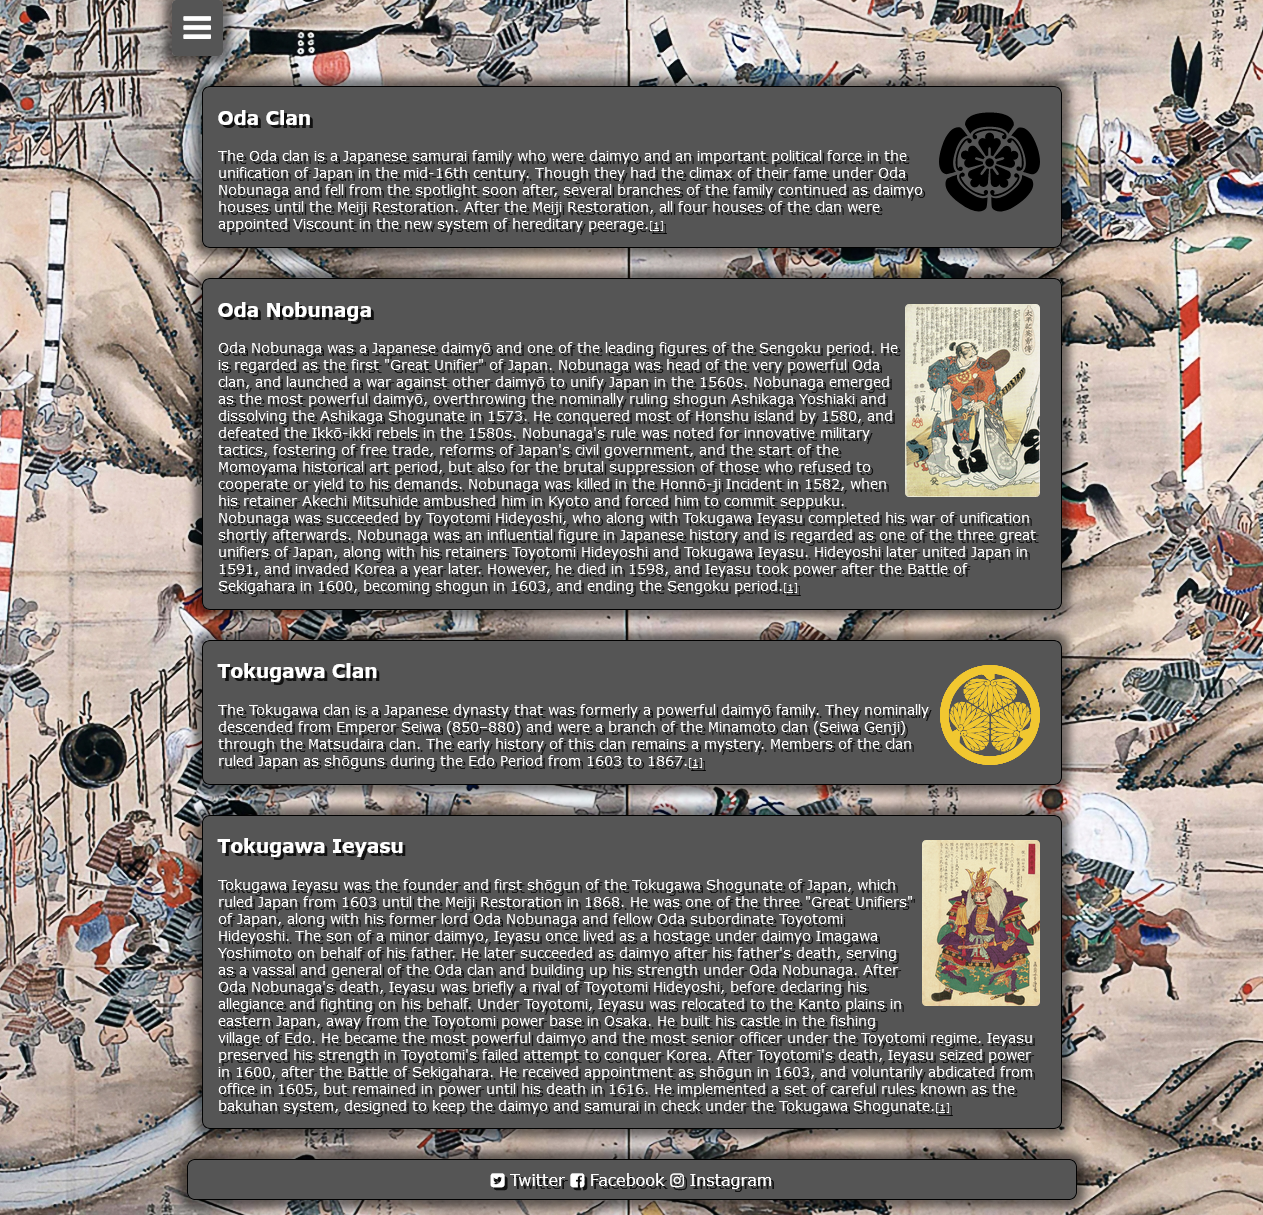 Oda Clan
The Oda clan is a Japanese samurai family who were daimyo and an important political force in the
unification of Japan in the mid-16th century. Though they had the climax of their fame under Oda
Nobunaga and fell from the spotlight soon after, several branches of the family continued as daimyo
houses until the Meiji Restoration. After the Meiji Restoration, all four houses of the clan were
appointed Viscount in the new system of hereditary peerage.[1]
Oda Nobunaga
Oda Nobunaga was a Japanese daimyō and one of the leading figures of the Sengoku period. He
is regarded as the first "Great Unifier" of Japan. Nobunaga was head of the very powerful Oda
clan, and launched a war against other daimyō to unify Japan in the 1560s. Nobunaga emerged
as the most powerful daimyō, overthrowing the nominally ruling shogun Ashikaga Yoshiaki and
dissolving the Ashikaga Shogunate in 1573. He conquered most of Honshu island by 1580, and
defeated the Ikkō-ikki rebels in the 1580s. Nobunaga's rule was noted for innovative military
tactics, fostering of free trade, reforms of Japan's civil government, and the start of the
Momoyama historical art period, but also for the brutal suppression of those who refused to
cooperate or yield to his demands. Nobunaga was killed in the Honnō-ji Incident in 1582, when
his retainer Akechi Mitsuhide ambushed him in Kyoto and forced him to commit seppuku.
Nobunaga was succeeded by Toyotomi Hideyoshi, who along with Tokugawa Ieyasu completed his war of unification
shortly afterwards. Nobunaga was an influential figure in Japanese history and is regarded as one of the three great
unifiers of Japan, along with his retainers Toyotomi Hideyoshi and Tokugawa Ieyasu. Hideyoshi later united Japan in
1591, and invaded Korea a year later. However, he died in 1598, and Ieyasu took power after the Battle of
Sekigahara in 1600, becoming shogun in 1603, and ending the Sengoku period.[1]
Tokugawa Clan
The Tokugawa clan is a Japanese dynasty that was formerly a powerful daimyō family. They nominally
descended from Emperor Seiwa (850–880) and were a branch of the Minamoto clan (Seiwa Genji)
through the Matsudaira clan. The early history of this clan remains a mystery. Members of the clan
ruled Japan as shōguns during the Edo Period from 1603 to 1867.[1]
Tokugawa Ieyasu
Tokugawa Ieyasu was the founder and first shōgun of the Tokugawa Shogunate of Japan, which
ruled Japan from 1603 until the Meiji Restoration in 1868. He was one of the three "Great Unifiers"
of Japan, along with his former lord Oda Nobunaga and fellow Oda subordinate Toyotomi
Hideyoshi. The son of a minor daimyo, Ieyasu once lived as a hostage under daimyo Imagawa
Yoshimoto on behalf of his father. He later succeeded as daimyo after his father's death, serving
as a vassal and general of the Oda clan and building up his strength under Oda Nobunaga. After
Oda Nobunaga's death, Ieyasu was briefly a rival of Toyotomi Hideyoshi, before declaring his
allegiance and fighting on his behalf. Under Toyotomi, Ieyasu was relocated to the Kanto plains in
eastern Japan, away from the Toyotomi power base in Osaka. He built his castle in the fishing
village of Edo. He became the most powerful daimyo and the most senior officer under the Toyotomi regime. Ieyasu
preserved his strength in Toyotomi's failed attempt to conquer Korea. After Toyotomi's death, Ieyasu seized power
in 1600, after the Battle of Sekigahara. He received appointment as shōgun in 1603, and voluntarily abdicated from
office in 1605, but remained in power until his death in 1616. He implemented a set of careful rules known as the
bakuhan system, designed to keep the daimyo and samurai in check under the Tokugawa Shogunate.[1]
Twitter Facebook Instagram